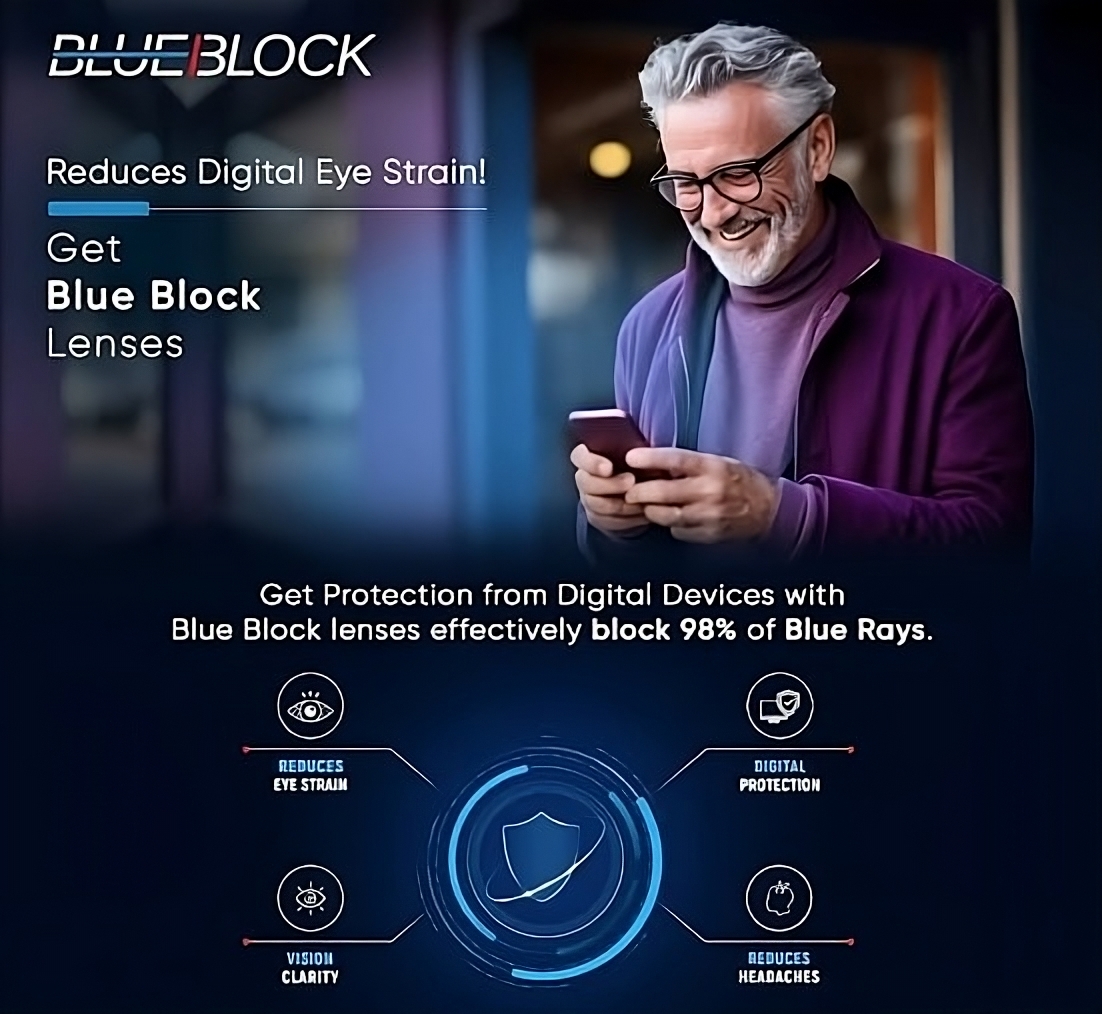 BLUEBLOCK
Reduces Digital Eye Strain!
Get
Blue Block
Lenses
Get Protection from Digital Devices with
Blue Block lenses effectively block 98% of Blue Rays.
REDUCES
EYE STRAIN
DIGITAL
PROTECTION
VISION
CLARITY
REDUCES
HEADACHES